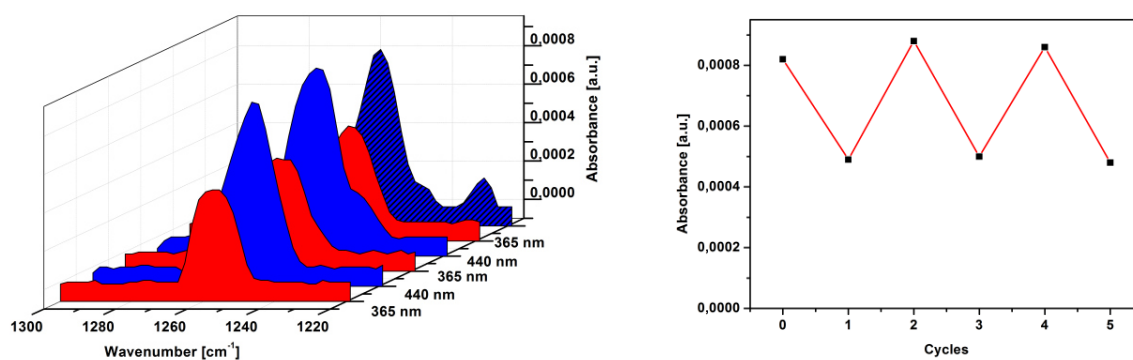 0,0008
0,0006
0,0004
0,0002
0,0000
Absorbance [a.u.]
365 nm
440 nm
365 nm
440 nm
365 nm
1300
1280
1260
1240
1220
Wavenumber [cm⁻¹]
0,0008
0,0006
0,0004
0,0002
0,0000
Absorbance [a.u.]
0
1
2
3
4
5
Cycles